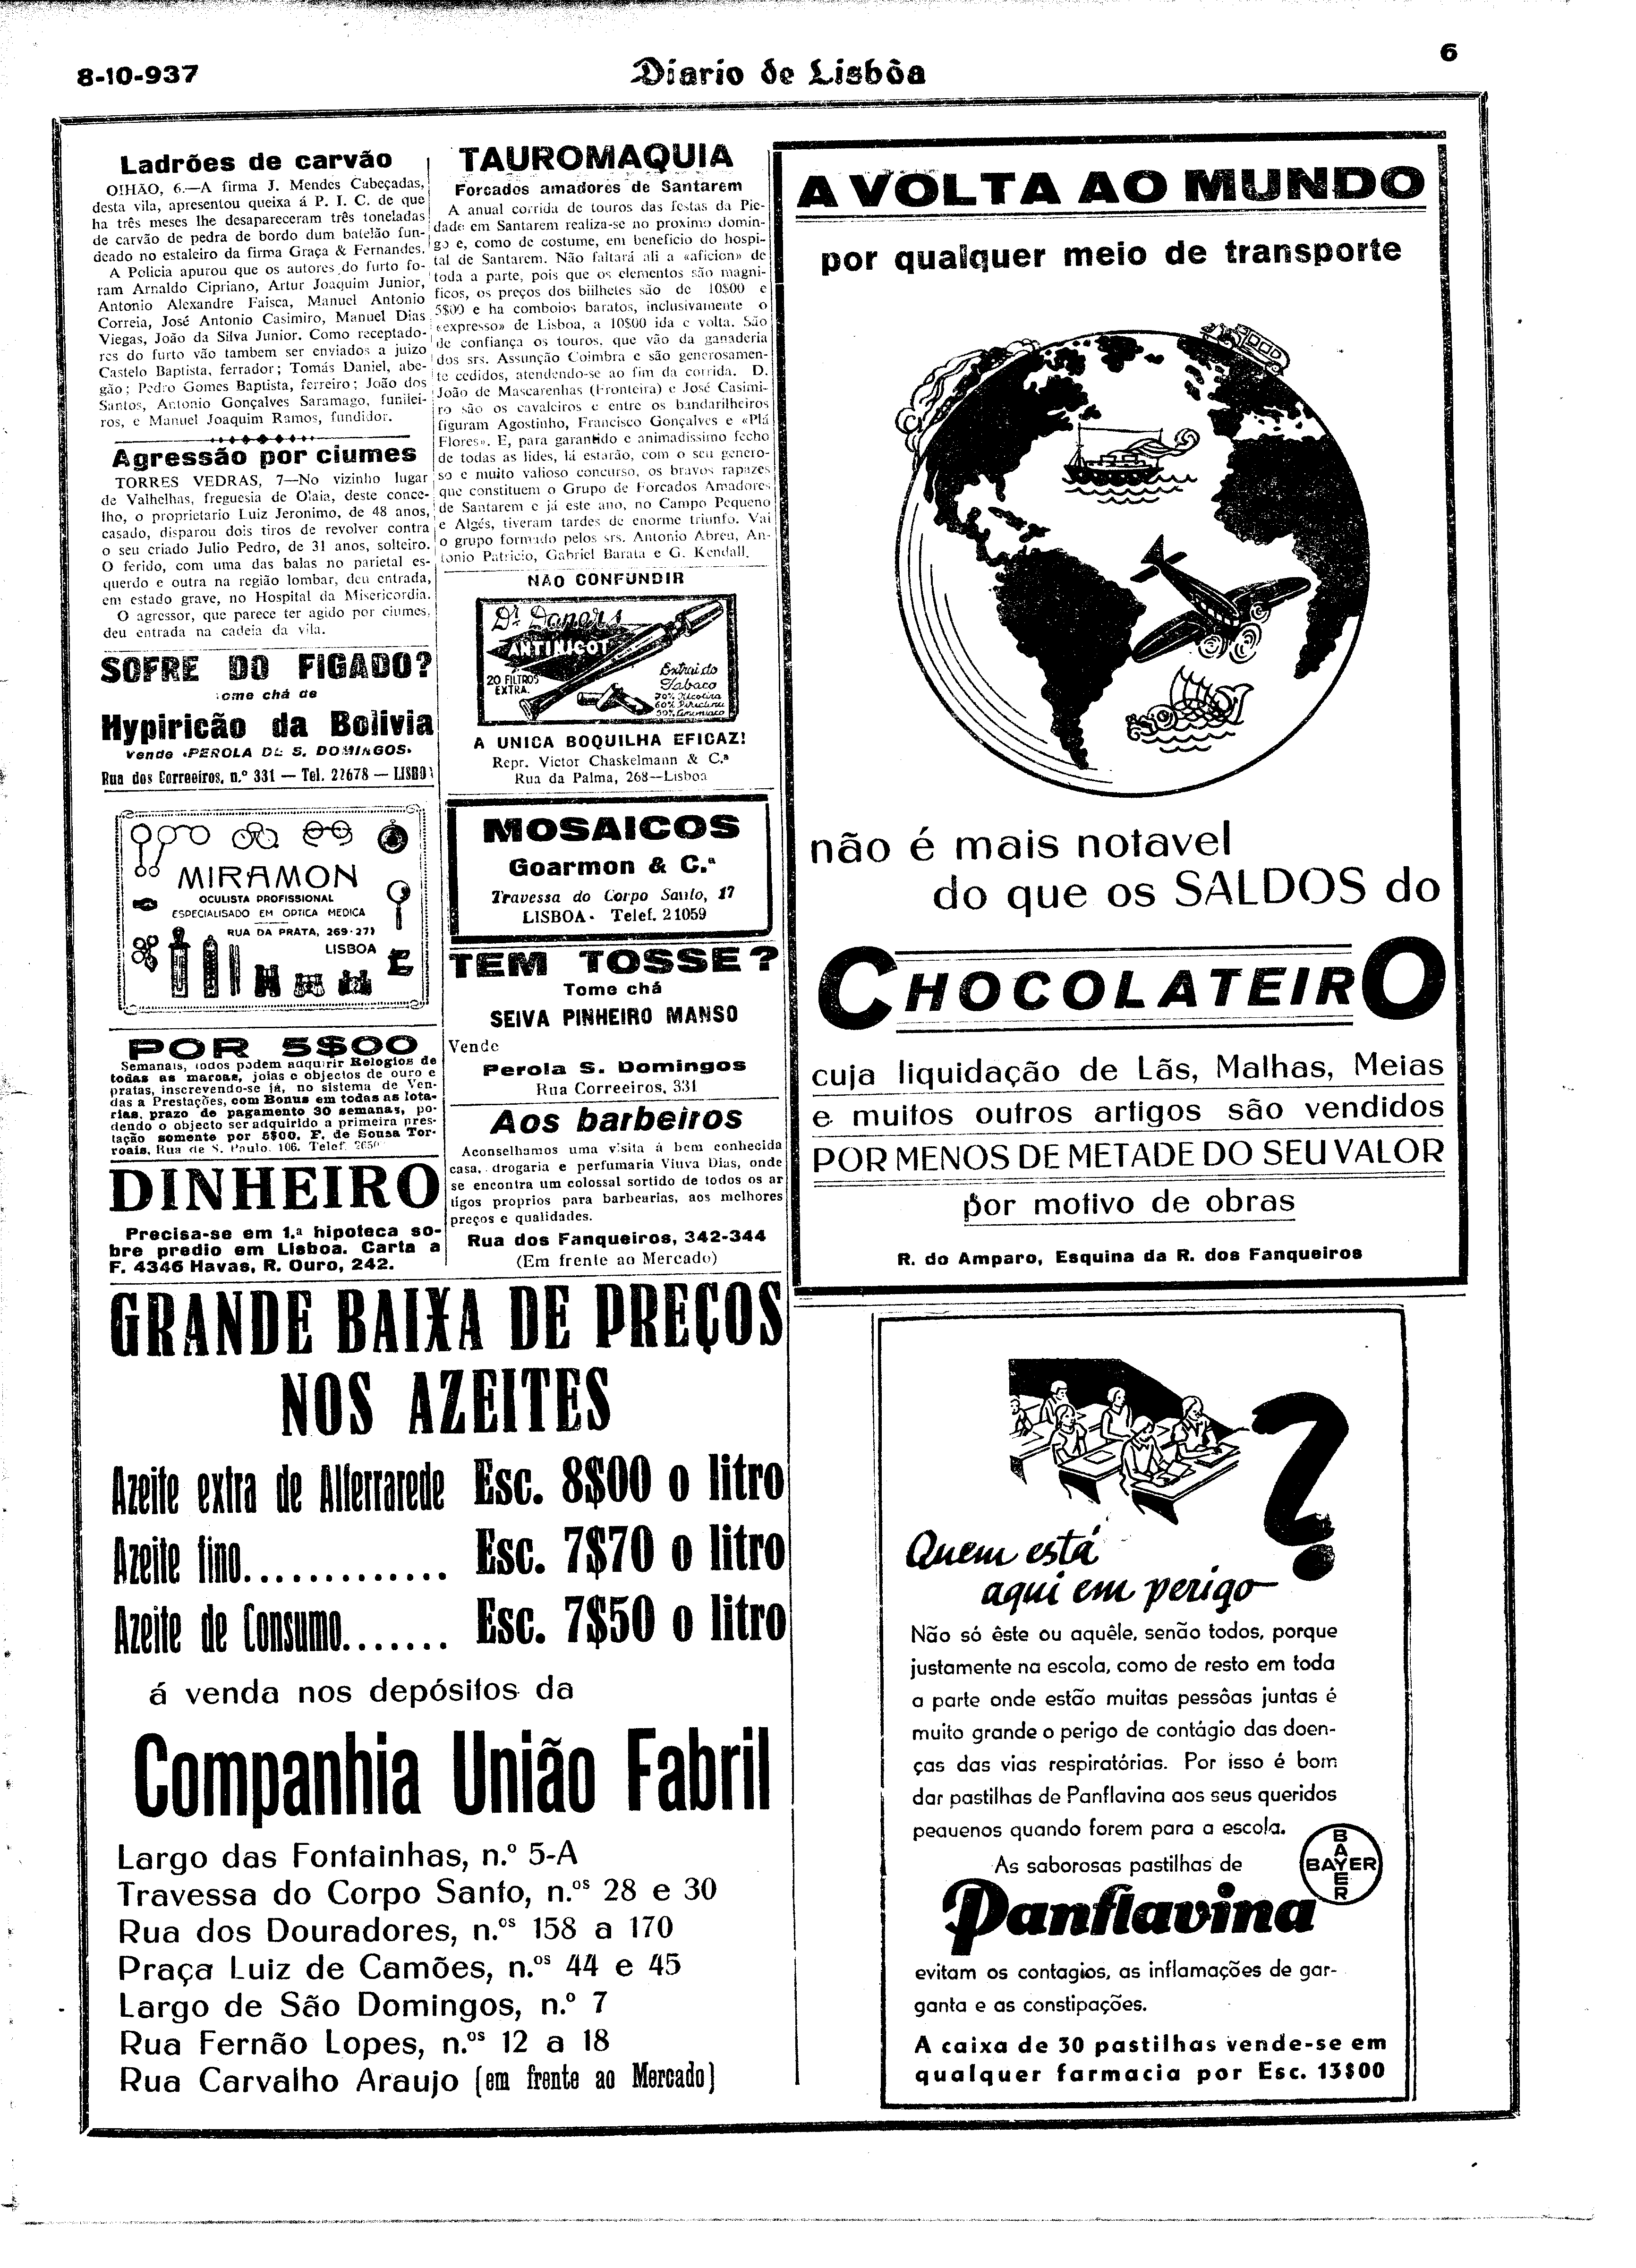 8-10-937
Diario de Lisbôa
6
Ladrões de carvão
O!HÃO, 6.—A firma J. Mendes Cabeçadas,
desta vila, apresentou queixa á P. I. C. de que
ha três meses lhe desapareceram três toneladas
de carvão de pedra de bordo dum batelão fun-
deado no estaleiro da firma Graça & Fernandes.
A Policia apurou que os autores do furto fo-
ram Arnaldo Cipriano, Artur Joaquim Junior,
Antonio Alexandre Faisca, Manuel Antonio
Correia, José Antonio Casimiro, Manuel Dias
Viegas, João da Silva Junior. Como receptado-
res do furto vão tambem ser enviados a juizo
Castelo Baptista, ferrador; Tomás Daniel, abe-
gão; Pedro Gomes Baptista, ferreiro; João dos
Santos, Antonio Gonçalves Saramago, funilei-
ros, e Manuel Joaquim Ramos, fundidor.
Agressão por ciumes
TORRES VEDRAS, 7—No vizinho lugar
de Valhelhas, freguesia de Olaia, deste conce-
lho, o proprietario Luiz Jeronimo, de 48 anos,
casado, disparou dois tiros de revolver contra
o seu criado Julio Pedro, de 31 anos, solteiro.
O ferido, com uma das balas no parietal es-
querdo e outra na região lombar, deu entrada,
em estado grave, no Hospital da Misericordia.
O agressor, que parece ter agido por ciumes,
deu entrada na cadeia da vila.
SOFRE DO FIGADO?
ome chá de
Hypiricão da Bolivia
Vende «PEROLA DE S. DOMINGOS»
Rua dos Correeiros, n.º 331 — Tel. 22678 — LISBO
MIRAMON
OCULISTA PROFISSIONAL
ESPECIALISADO EM OPTICA MEDICA
RUA DA PRATA, 269-271
LISBOA
POR 5$00
Semanais, todos podem adquirir Relogios de
todas as marcas, joias e objectos de ouro e
pratas, inscrevendo-se já, no sistema de Ven-
das a Prestações, com Bonus em todas as lota-
rias, prazo de pagamento 30 semanas, po-
dendo o objecto ser adquirido a primeira pres-
tação somente por 5$00. F. de Sousa Tor-
roais, Rua de S. Paulo, 106. Telef.
DINHEIRO
Precisa-se em 1.ª hipoteca so-
bre predio em Lisboa. Carta a
F. 4346 Havas, R. Ouro, 242.
TAUROMAQUIA
Forcados amadores de Santarem
A anual corrida de touros das festas da Pie-
dade em Santarem realiza-se no proximo domin-
go e, como de costume, em beneficio do hospi-
tal de Santarem. Não faltará ali a «aficion» de
toda a parte, pois que os elementos são magni-
ficos, os preços dos biilhetes são de 10$00 e
5$00 e ha comboios baratos, inclusivamente o
«expresso» de Lisboa, a 10$00 ida e volta. São
de confiança os touros, que vão da ganaderia
dos srs. Assunção Coimbra e são generosamen-
te cedidos, atendendo-se ao fim da corrida. D.
João de Mascarenhas (Fronteira) e José Casimi-
ro são os cavaleiros e entre os bandarilheiros
figuram Agostinho, Francisco Gonçalves e «Plá
Flores». E, para garantido e animadissimo fecho
de todas as lides, lá estarão, com o seu genero-
so e muito valioso concurso, os bravos rapazes
que constituem o Grupo de Forcados Amadores
de Santarem e já este ano, no Campo Pequeno
e Algés, tiveram tardes de enorme triunfo. Vai
o grupo formado pelos srs. Antonio Abreu, An-
tonio Patricio, Gabriel Barata e G. Kendall.
NÃO CONFUNDIR
Dr. Daners
ANTINICOT
20 FILTROS
EXTRA.
Extrai do
Tabaco
70% Nicotina
60% Piridina
50% Amoniaco
A UNICA BOQUILHA EFICAZ!
Repr. Victor Chaskelmann & C.ª
Rua da Palma, 268—Lisboa
MOSAICOS
Goarmon & C.ª
Travessa do Corpo Santo, 17
LISBOA- Telef. 21059
TEM TOSSE?
Tome chá
SEIVA PINHEIRO MANSO
Vende
Perola S. Domingos
Rua Correeiros, 331
Aos barbeiros
Aconselhamos uma visita á bem conhecida
casa, drogaria e perfumaria Viuva Dias, onde
se encontra um colossal sortido de todos os ar
tigos proprios para barbearias, aos melhores
preços e qualidades.
Rua dos Fanqueiros, 342-344
(Em frente ao Mercado)
GRANDE BAIXA DE PREÇOS
NOS AZEITES
Azeite extra de Alferrarede Esc. 8$00 o litro
Azeite fino............. Esc. 7$70 o litro
Azeite de Consumo....... Esc. 7$50 o litro
á venda nos depósitos da
Companhia União Fabril
Largo das Fontainhas, n.º 5-A
Travessa do Corpo Santo, n.ºs 28 e 30
Rua dos Douradores, n.ºs 158 a 170
Praça Luiz de Camões, n.ºs 44 e 45
Largo de São Domingos, n.º 7
Rua Fernão Lopes, n.ºs 12 a 18
Rua Carvalho Araujo (em frente ao Mercado)
A VOLTA AO MUNDO
por qualquer meio de transporte
não é mais notavel
do que os SALDOS do
CHOCOLATEIRO
cuja liquidação de Lãs, Malhas, Meias
e muitos outros artigos são vendidos
POR MENOS DE METADE DO SEU VALOR
por motivo de obras
R. do Amparo, Esquina da R. dos Fanqueiros
Quem está
aqui em perigo ?
Não só êste ou aquêle, senão todos, porque
justamente na escola, como de resto em toda
a parte onde estão muitas pessôas juntas é
muito grande o perigo de contágio das doen-
ças das vias respiratórias. Por isso é bom
dar pastilhas de Panflavina aos seus queridos
pequenos quando forem para a escola.
As saborosas pastilhas de
BAYER
BAYER
Panflavina
evitam os contagios, as inflamações de gar-
ganta e as constipações.
A caixa de 30 pastilhas vende-se em
qualquer farmacia por Esc. 13$00